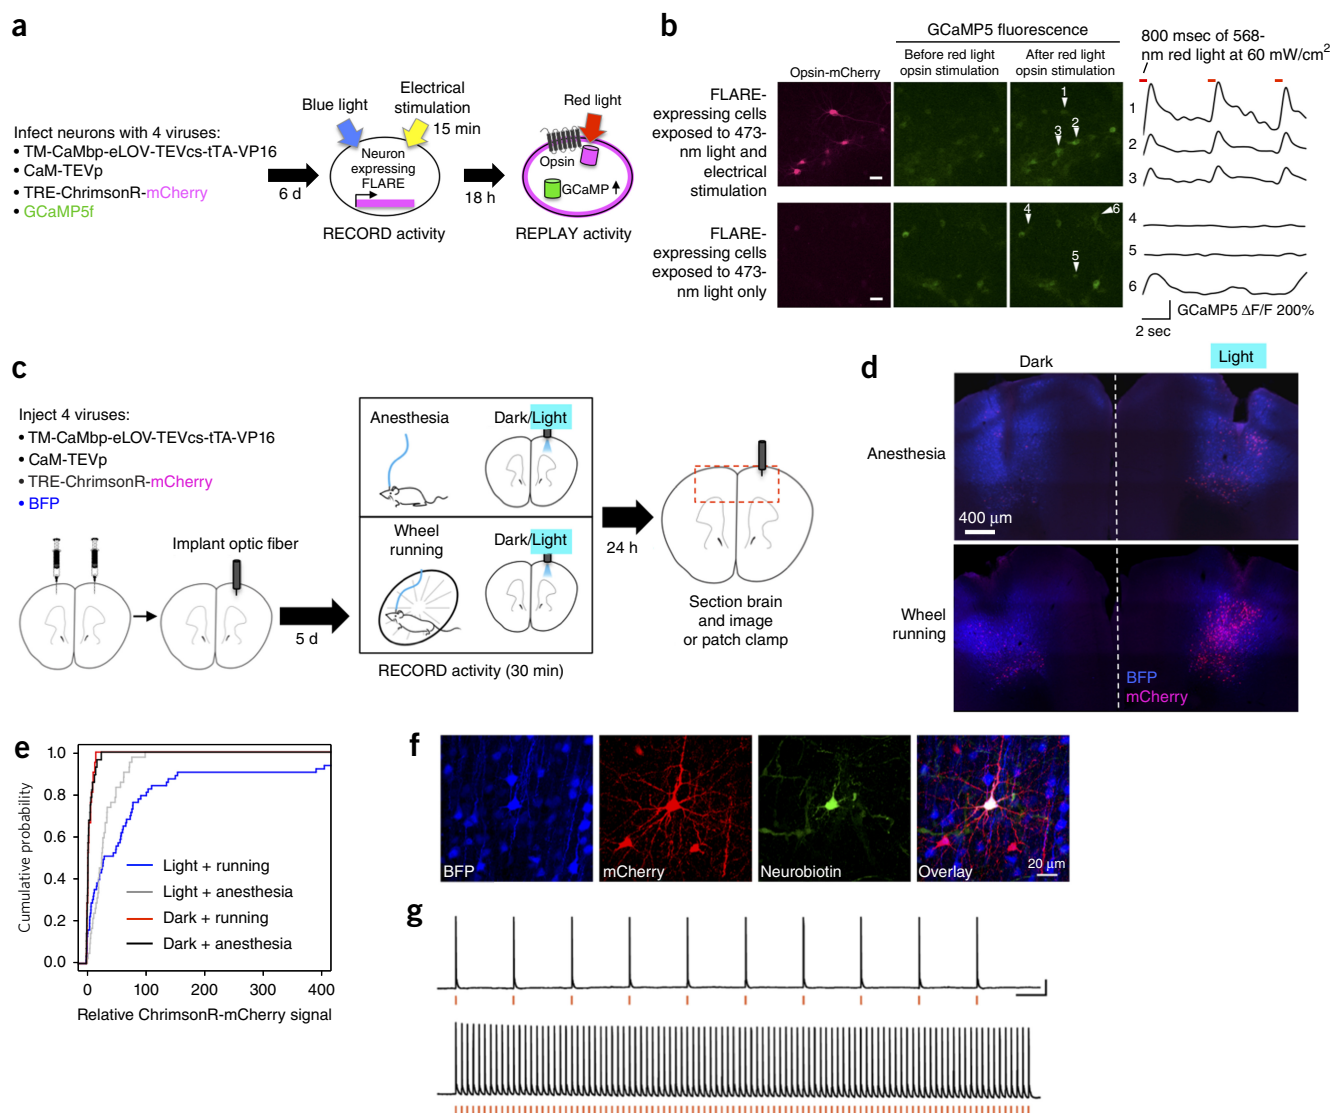 a
Infect neurons with 4 viruses:
• TM-CaMbp-eLOV-TEVcs-tTA-VP16
• CaM-TEVp
• TRE-ChrimsonR-mCherry
• GCaMP5f
6 d
Blue light
Electrical
stimulation
15 min
Neuron
expressing
FLARE
RECORD activity
18 h
Red light
Opsin
GCaMP
REPLAY activity
b
GCaMP5 fluorescence
Opsin-mCherry
Before red light
opsin stimulation
After red light
opsin stimulation
800 msec of 568-
nm red light at 60 mW/cm2
FLARE-
expressing cells
exposed to 473-
nm light and
electrical
stimulation
1
2
3
1
2
3
FLARE-
expressing cells
exposed to 473-
nm light only
4
6
5
4
5
6
GCaMP5 ΔF/F 200%
2 sec
c
Inject 4 viruses:
• TM-CaMbp-eLOV-TEVcs-tTA-VP16
• CaM-TEVp
• TRE-ChrimsonR-mCherry
• BFP
Implant optic fiber
5 d
Anesthesia
Dark/Light
Wheel
running
Dark/Light
RECORD activity (30 min)
24 h
Section brain
and image
or patch clamp
d
Dark
Light
Anesthesia
400 μm
Wheel
running
BFP
mCherry
e
Cumulative probability
1.0
0.8
0.6
0.4
0.2
0.0
Light + running
Light + anesthesia
Dark + running
Dark + anesthesia
0
100
200
300
400
Relative ChrimsonR-mCherry signal
f
BFP
mCherry
Neurobiotin
Overlay
20 μm
g